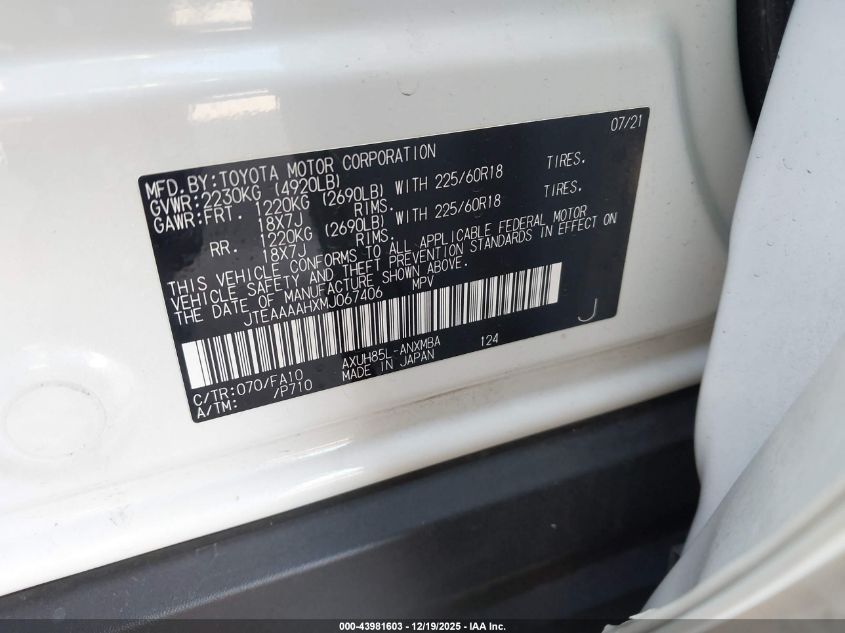 07/21
MFD.BY:TOYOTA MOTOR CORPORATION
GVWR:2230KG (4920LB)
GAWR:FRT. 1220KG (2690LB) WITH 225/60R18 TIRES.
18X7J RIMS.
RR. 1220KG (2690LB) WITH 225/60R18 TIRES.
18X7J RIMS.
THIS VEHICLE CONFORMS TO ALL APPLICABLE FEDERAL MOTOR
VEHICLE SAFETY AND THEFT PREVENTION STANDARDS IN EFFECT ON
THE DATE OF MANUFACTURE SHOWN ABOVE.
JTEAAAAHXMJ067406 MPV
J
C/TR:070/FA10 AXUH85L-ANXMBA 124
A/TM: /P710 MADE IN JAPAN
000-43981603 - 12/19/2025 - IAA Inc.